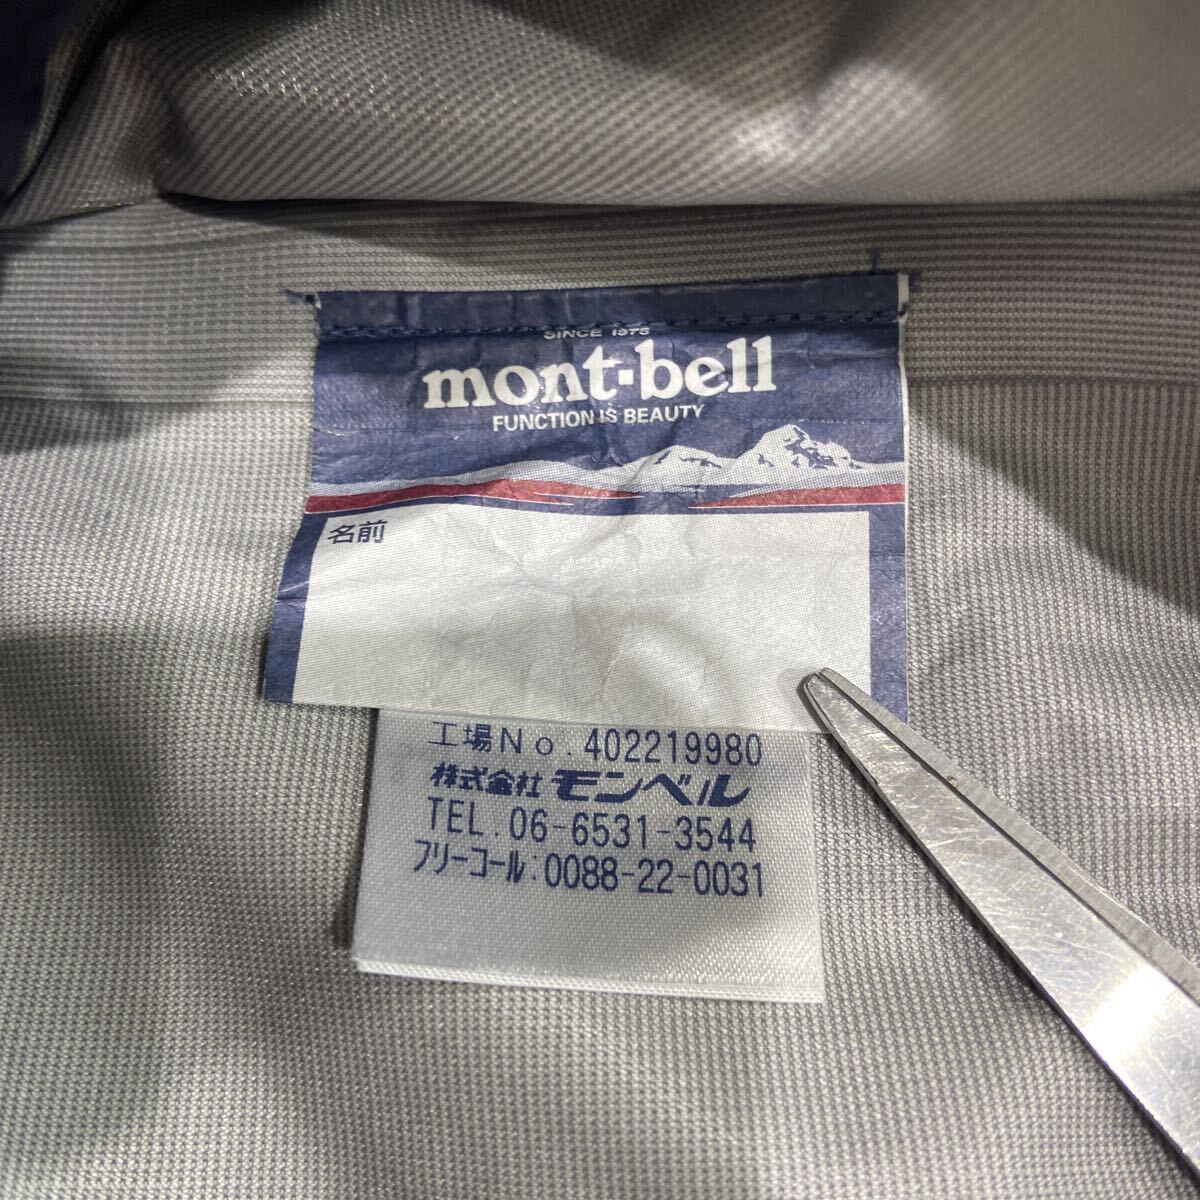 SINCE 1975
mont-bell
FUNCTION IS BEAUTY
名前
工場No.402219980
株式会社モンベル
TEL.06-6531-3544
フリーコール:0088-22-0031